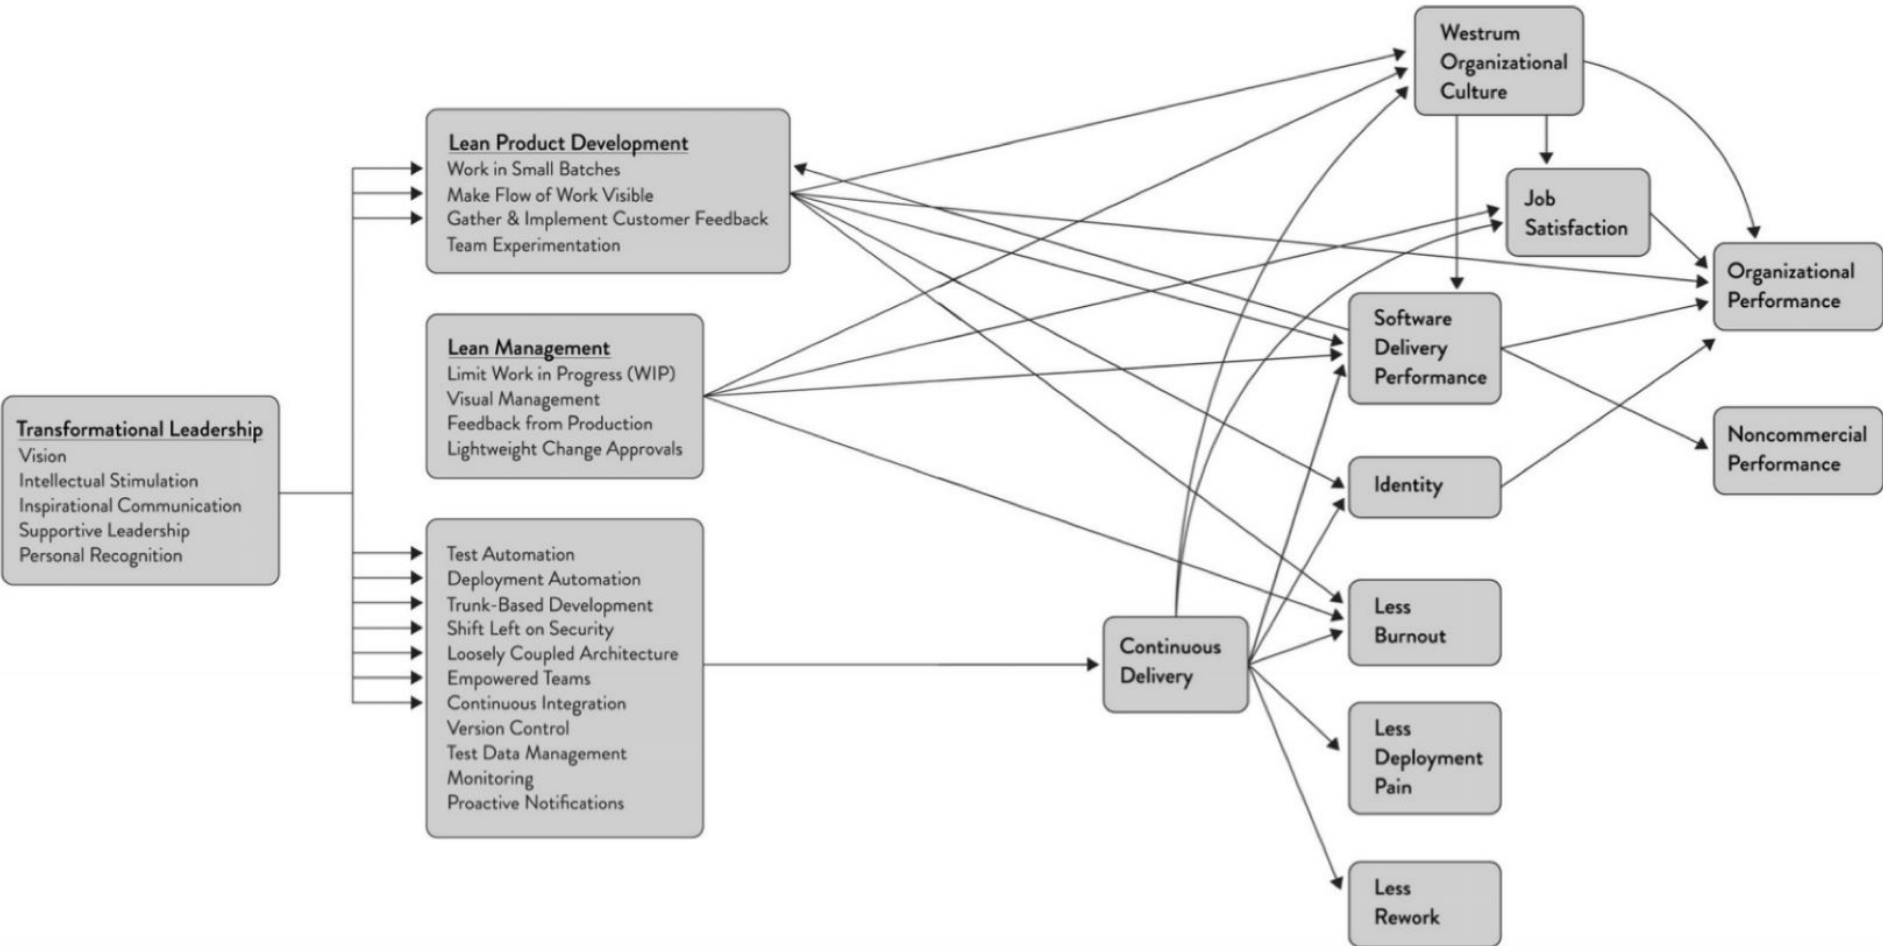 Transformational Leadership
Vision
Intellectual Stimulation
Inspirational Communication
Supportive Leadership
Personal Recognition
Lean Product Development
Work in Small Batches
Make Flow of Work Visible
Gather & Implement Customer Feedback
Team Experimentation
Lean Management
Limit Work in Progress (WIP)
Visual Management
Feedback from Production
Lightweight Change Approvals
Test Automation
Deployment Automation
Trunk-Based Development
Shift Left on Security
Loosely Coupled Architecture
Empowered Teams
Continuous Integration
Version Control
Test Data Management
Monitoring
Proactive Notifications
Continuous
Delivery
Westrum
Organizational
Culture
Job
Satisfaction
Software
Delivery
Performance
Identity
Less
Burnout
Less
Deployment
Pain
Less
Rework
Organizational
Performance
Noncommercial
Performance